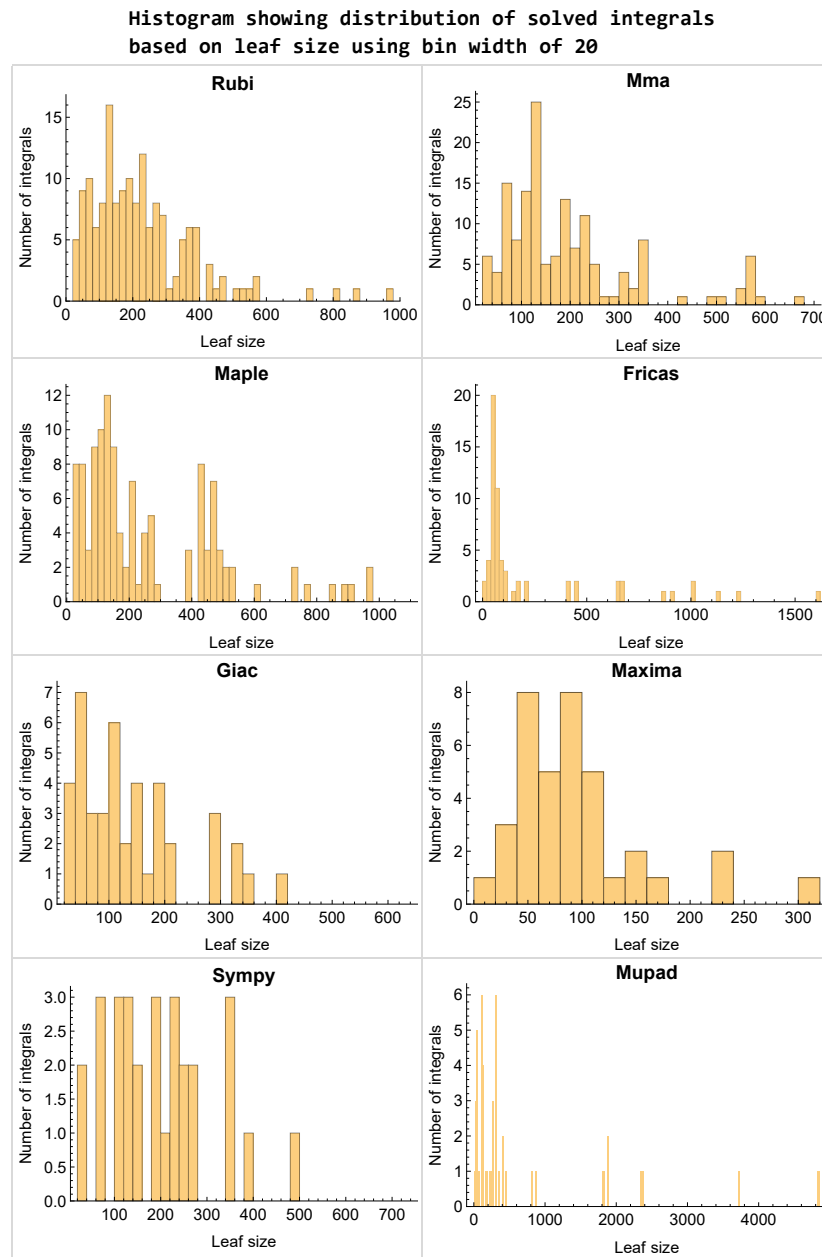 Histogram showing distribution of solved integrals
based on leaf size using bin width of 20
Rubi
Number of integrals
15
10
5
0
0 200 400 600 800 1000
Leaf size
Mma
Number of integrals
25
20
15
10
5
0
100 200 300 400 500 600 700
Leaf size
Maple
Number of integrals
12
10
8
6
4
2
0
0 200 400 600 800 1000
Leaf size
Fricas
Number of integrals
20
15
10
5
0
0 500 1000 1500
Leaf size
Giac
Number of integrals
7
6
5
4
3
2
1
0
100 200 300 400 500 600
Leaf size
Maxima
Number of integrals
8
6
4
2
0
0 50 100 150 200 250 300
Leaf size
Sympy
Number of integrals
3.0
2.5
2.0
1.5
1.0
0.5
0.0
100 200 300 400 500 600 700
Leaf size
Mupad
Number of integrals
6
5
4
3
2
1
0
0 1000 2000 3000 4000
Leaf size